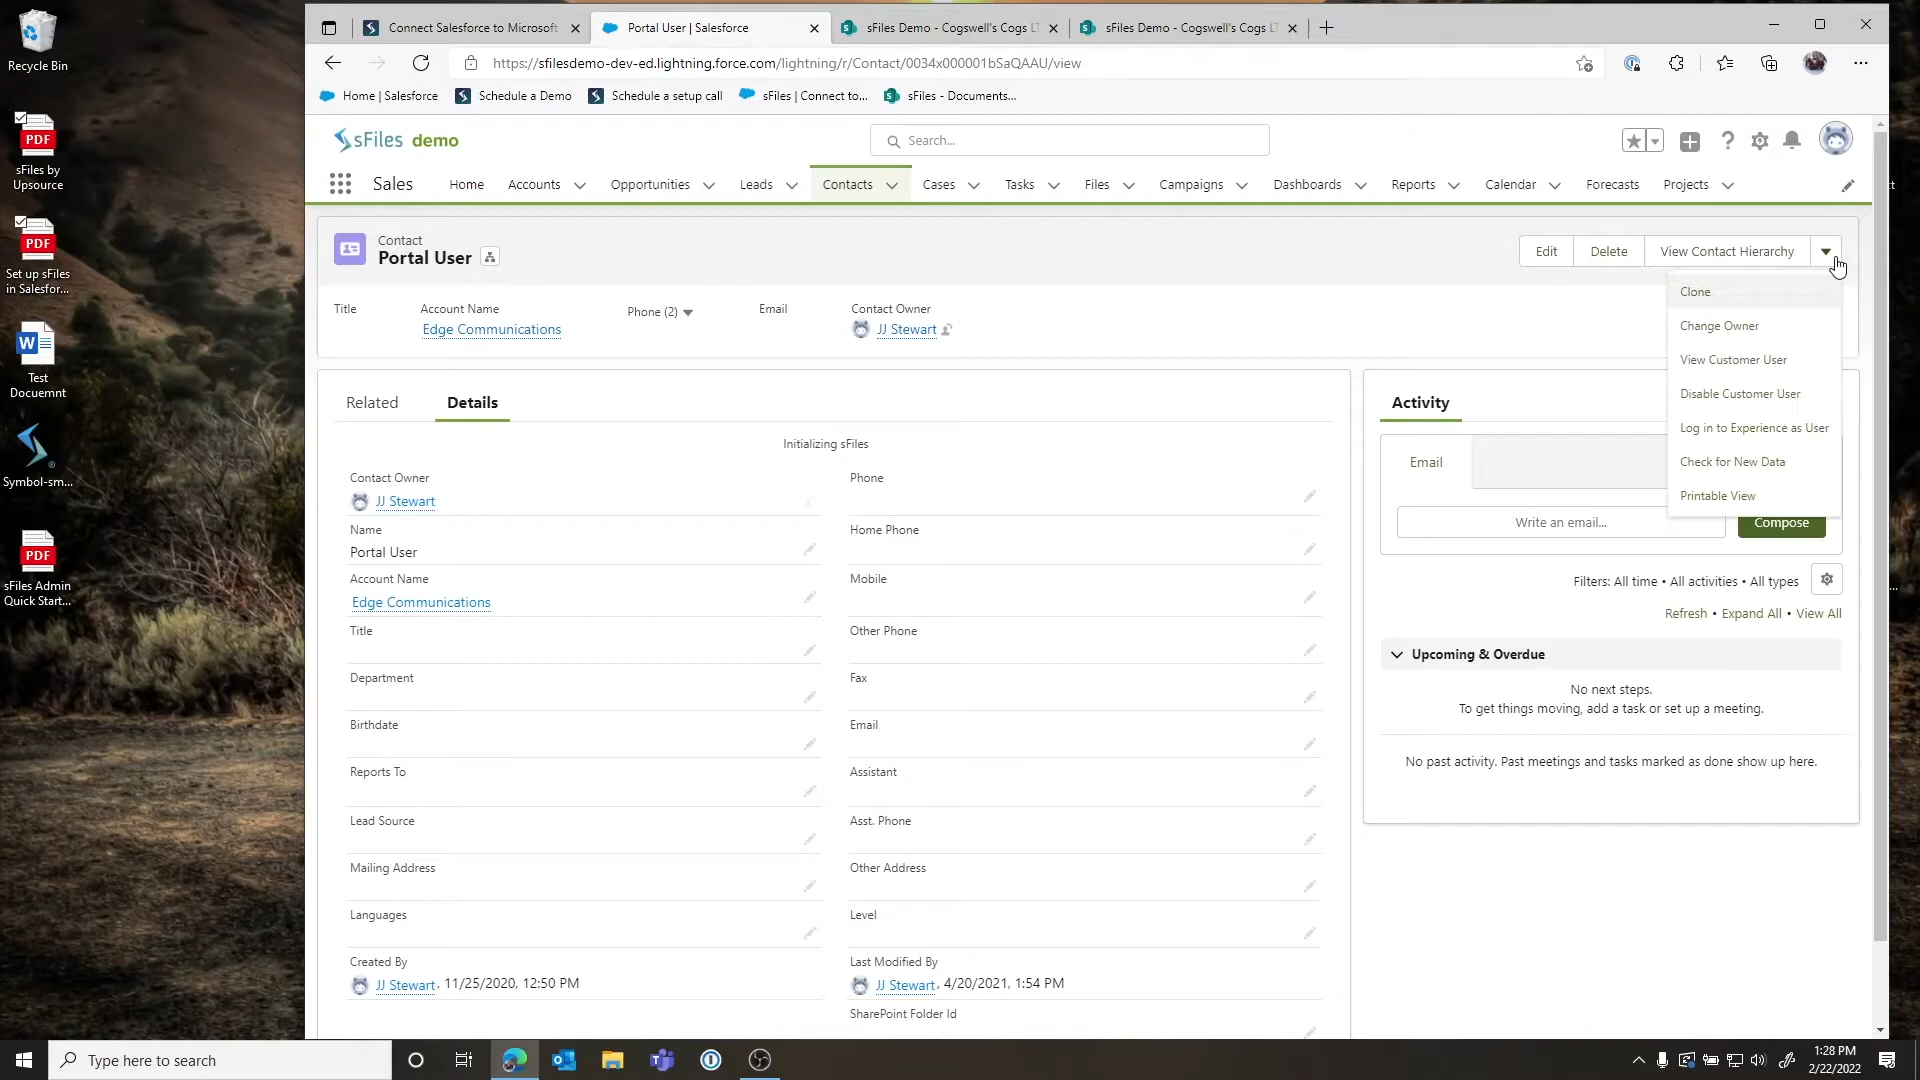 Recycle Bin
sFiles by
Upsource
Set up sFiles
in Salesfor...
Test
Docuemnt
Symbol-sm...
sFiles Admin
Quick Start...
Connect Salesforce to Microsoft
Portal User | Salesforce
sFiles Demo - Cogswell's Cogs LT
sFiles Demo - Cogswell's Cogs LT
https://sfilesdemo-dev-ed.lightning.force.com/lightning/r/Contact/0034x000001bSaQAAU/view
Home | Salesforce
Schedule a Demo
Schedule a setup call
sFiles | Connect to...
sFiles - Documents...
sFiles demo
Search...
Sales
Home
Accounts
Opportunities
Leads
Contacts
Cases
Tasks
Files
Campaigns
Dashboards
Reports
Calendar
Forecasts
Projects
Contact
Portal User
Edit
Delete
View Contact Hierarchy
Clone
Change Owner
View Customer User
Disable Customer User
Log in to Experience as User
Check for New Data
Printable View
Title
Account Name
Edge Communications
Phone (2)
Email
Contact Owner
JJ Stewart
Related
Details
Initializing sFiles
Contact Owner
JJ Stewart
Phone
Name
Portal User
Home Phone
Account Name
Edge Communications
Mobile
Title
Other Phone
Department
Fax
Birthdate
Email
Reports To
Assistant
Lead Source
Asst. Phone
Mailing Address
Other Address
Languages
Level
Created By
JJ Stewart, 11/25/2020, 12:50 PM
Last Modified By
JJ Stewart, 4/20/2021, 1:54 PM
SharePoint Folder Id
Activity
Email
Write an email...
Compose
Filters: All time • All activities • All types
Refresh • Expand All • View All
Upcoming & Overdue
No next steps.
To get things moving, add a task or set up a meeting.
No past activity. Past meetings and tasks marked as done show up here.
Type here to search
1:28 PM
2/22/2022